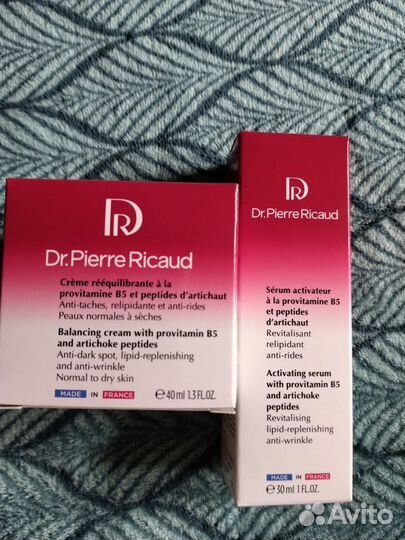 DR
Dr.Pierre Ricaud
Crème rééquilibrante à la
provitamine B5 et peptides d'artichaut
Anti-taches, relipidante et anti-rides
Peaux normales à sèches
Balancing cream with provitamin B5
and artichoke peptides
Anti-dark spot, lipid-replenishing
and anti-wrinkle
Normal to dry skin
MADE IN FRANCE
℮ 40 ml 1.3 FL.OZ.
DR
Dr.Pierre Ricaud
Sérum activateur
à la provitamine B5
et peptides
d'artichaut
Revitalisant
relipidant
anti-rides
Activating serum
with provitamin B5
and artichoke
peptides
Revitalising
lipid-replenishing
anti-wrinkle
MADE IN FRANCE
℮ 30 ml 1 FL.OZ.
Avito